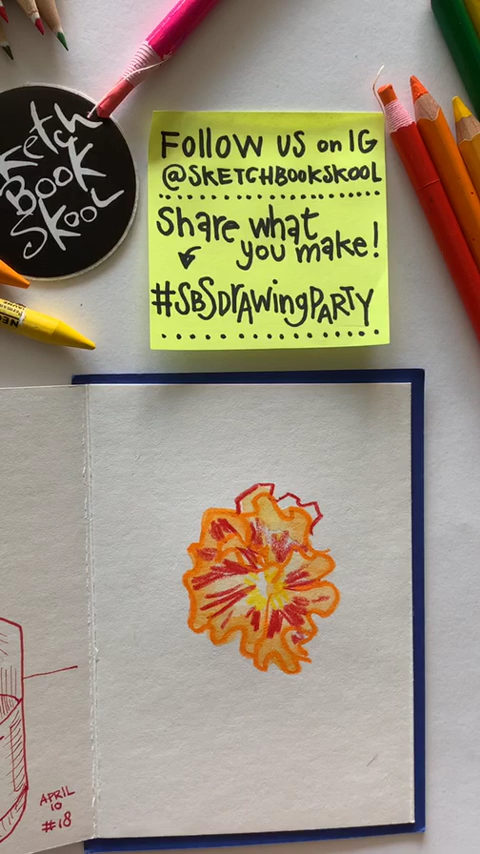 Sketch
Book
Skool
Follow us on IG
@SKETCHBOOKSKOOL
Share what
you make!
#SBSDrawingPARTY
APRIL
10
#18